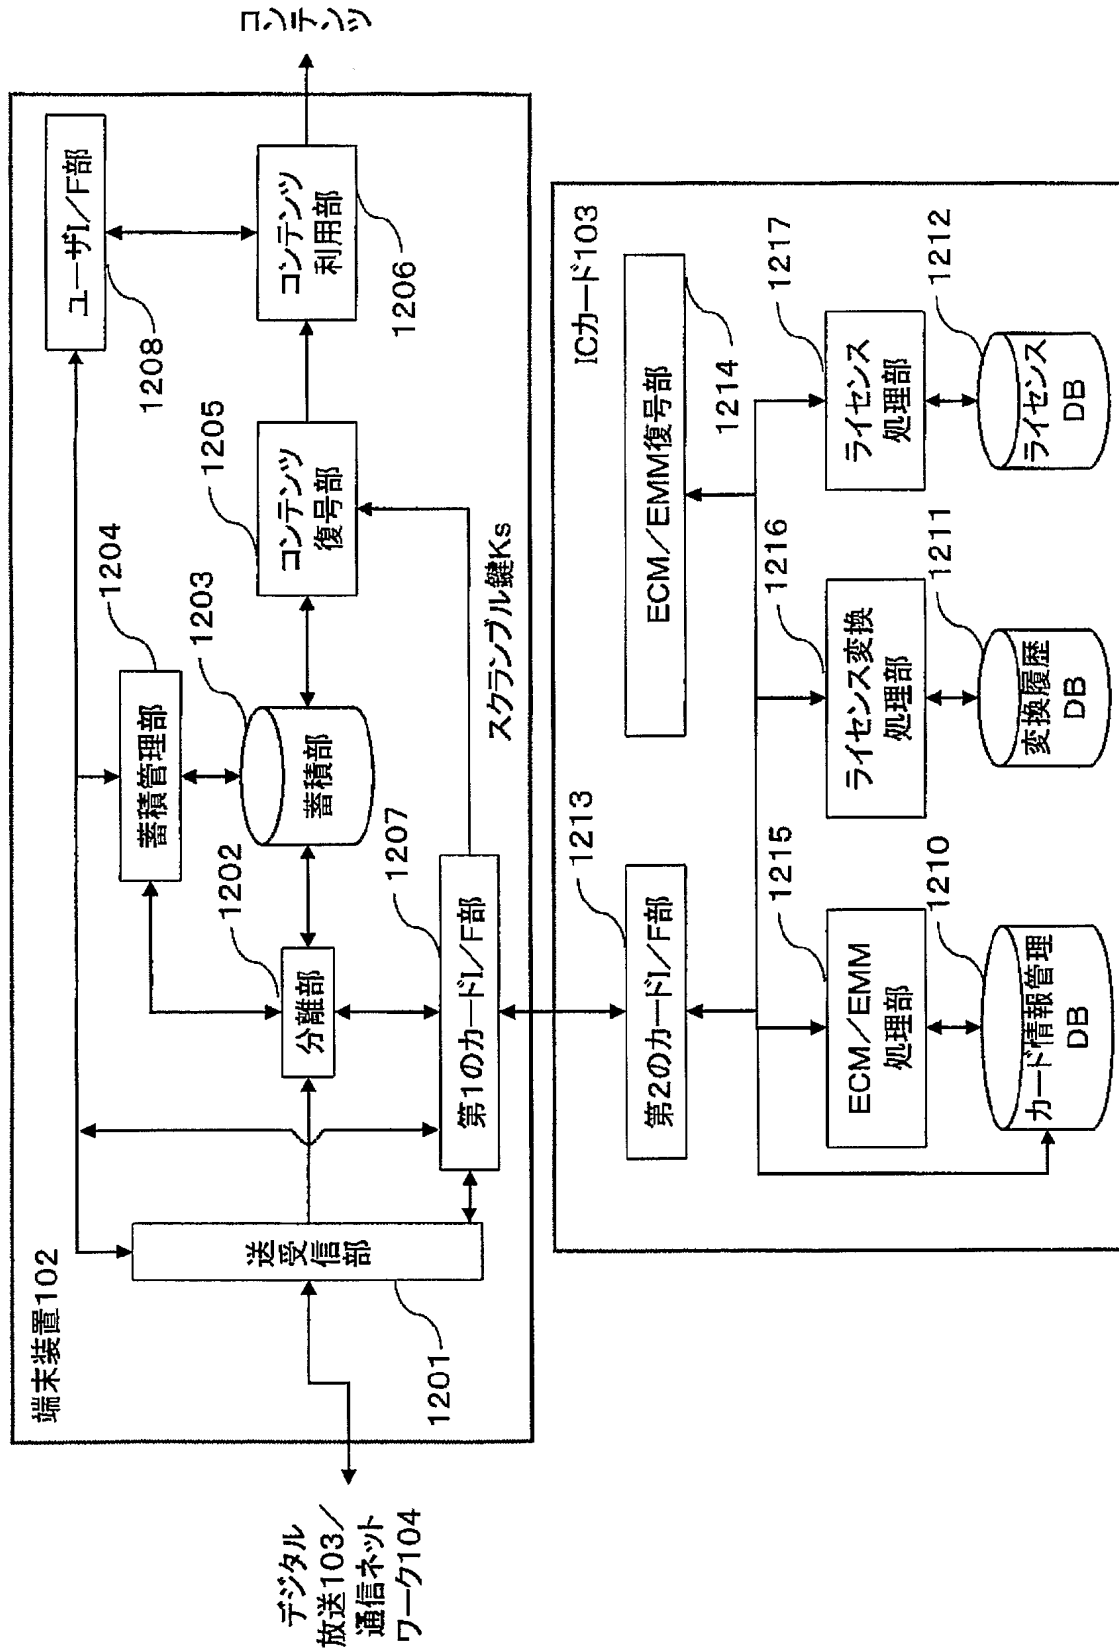 端末装置102
デジタル
放送103／
通信ネット
ワーク104
送受信部
1201
分離部
1202
蓄積部
1203
蓄積管理部
1204
コンテンツ
復号部
1205
コンテンツ
利用部
1206
第1のカードI／F部
1207
ユーザI／F部
1208
コンテンツ
スクランブル鍵Ks
ICカード103
第2のカードI／F部
1213
ECM／EMM復号部
1214
ECM／EMM
処理部
1215
ライセンス変換
処理部
1216
ライセンス
処理部
1217
カード情報管理
DB
1210
変換履歴
DB
1211
ライセンス
DB
1212